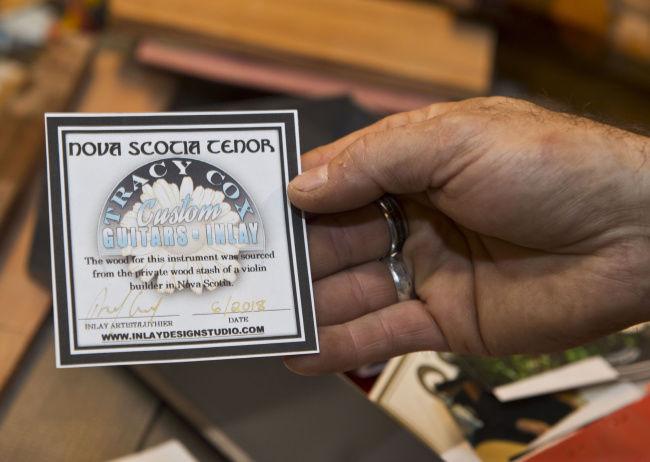 NOVA SCOTIA TENOR
TRACY COX
Custom
GUITARS - INLAY
The wood for this instrument was sourced
from the private wood stash of a violin
builder in Nova Scotia.
6/2018
INLAY ARTIST/LUTHIER DATE
WWW.INLAYDESIGNSTUDIO.COM